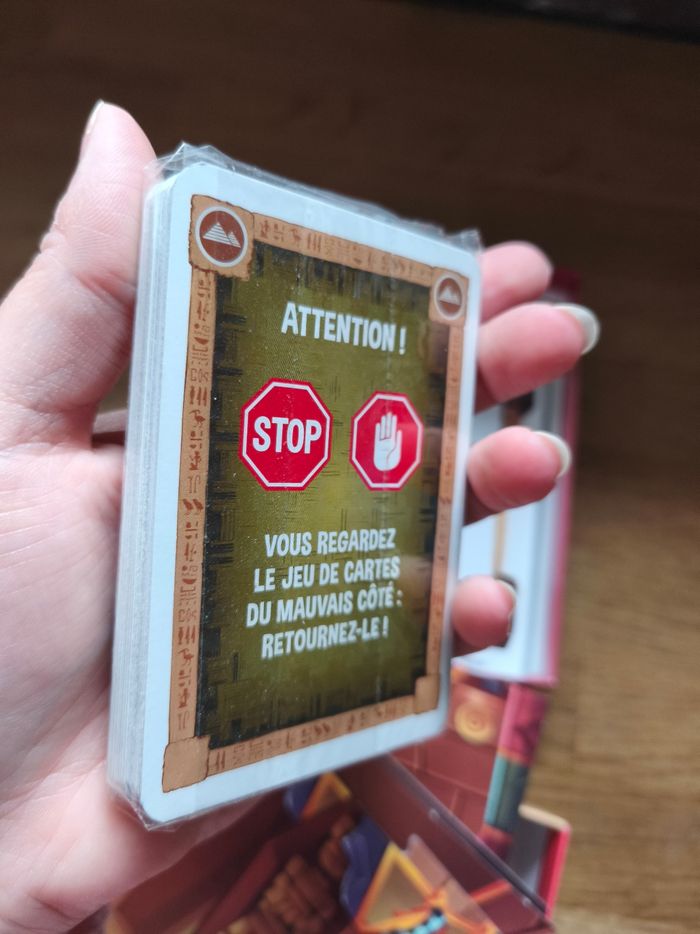 ATTENTION !
STOP
VOUS REGARDEZ
LE JEU DE CARTES
DU MAUVAIS CÔTÉ :
RETOURNEZ-LE !